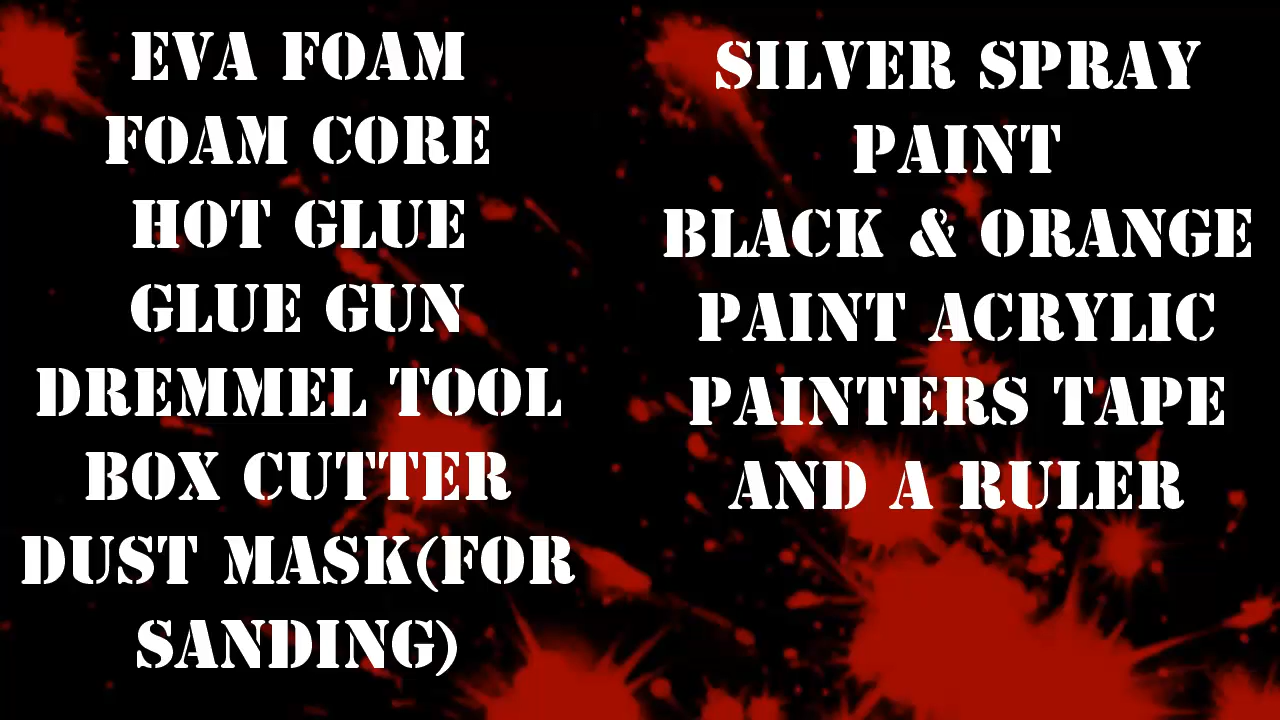 EVA FOAM
FOAM CORE
HOT GLUE
GLUE GUN
DREMMEL TOOL
BOX CUTTER
DUST MASK(FOR
SANDING)
SILVER SPRAY
PAINT
BLACK & ORANGE
PAINT ACRYLIC
PAINTERS TAPE
AND A RULER